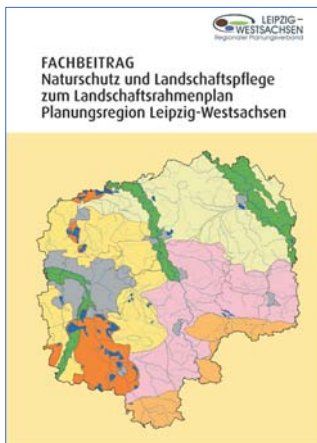 LEIPZIG–
WESTSACHSEN
Regionaler Planungsverband
FACHBEITRAG
Naturschutz und Landschaftspflege
zum Landschaftsrahmenplan
Planungsregion Leipzig-Westsachsen